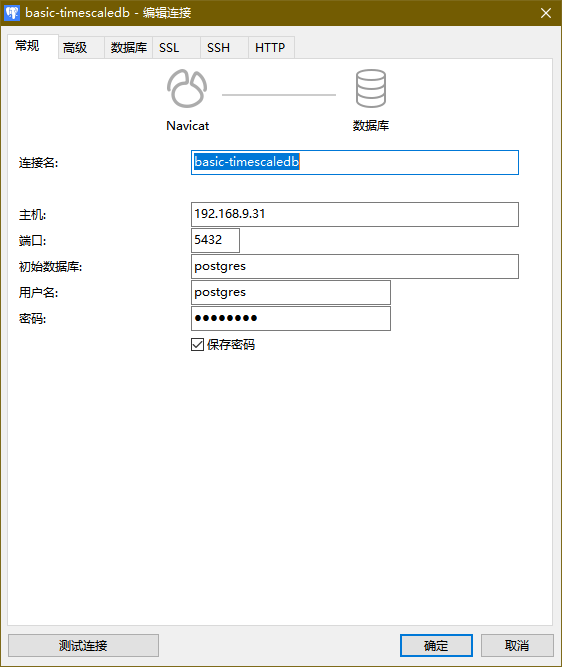 basic-timescaledb - 编辑连接
常规 高级 数据库 SSL SSH HTTP
Navicat 数据库
连接名: basic-timescaledb
主机: 192.168.9.31
端口: 5432
初始数据库: postgres
用户名: postgres
密码: ●●●●●●●●
保存密码
测试连接 确定 取消